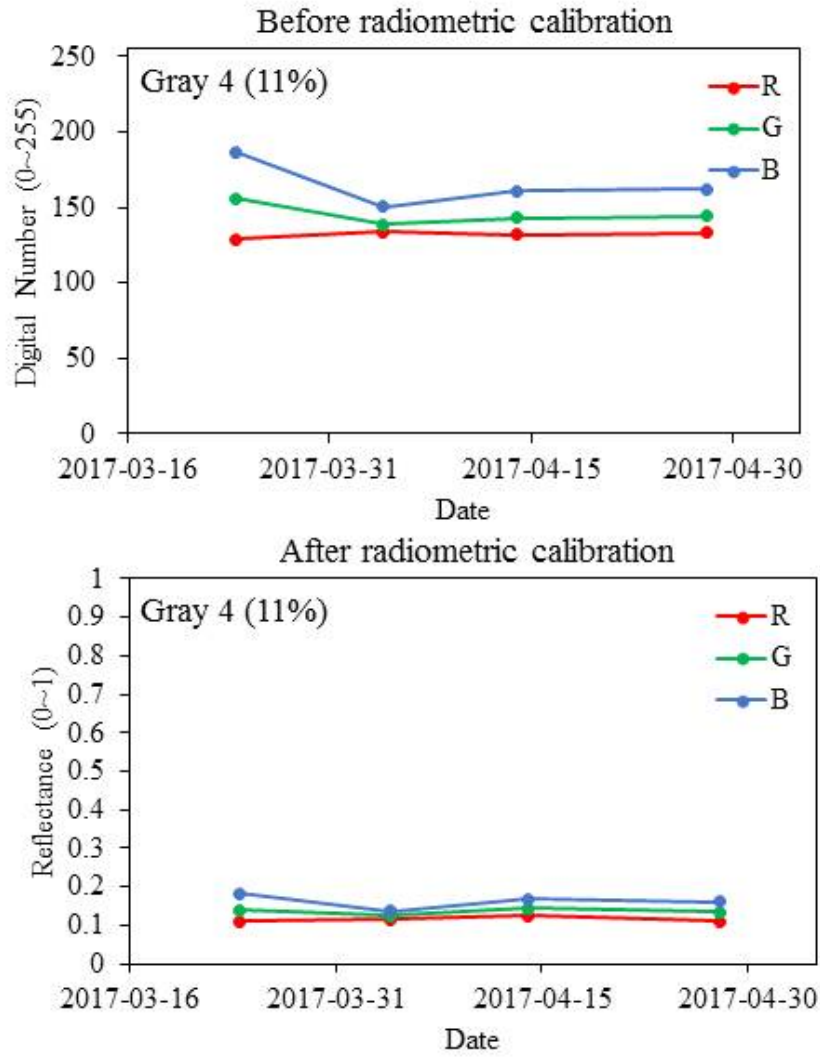 Before radiometric calibration
250
Gray 4 (11%)
R
200
G
B
150
100
50
0
Digital Number (0~255)
2017-03-16 2017-03-31 2017-04-15 2017-04-30
Date
After radiometric calibration
1
Gray 4 (11%)
R
0.9
0.8
G
0.7
B
0.6
0.5
0.4
0.3
0.2
0.1
0
Reflectance (0~1)
2017-03-16 2017-03-31 2017-04-15 2017-04-30
Date